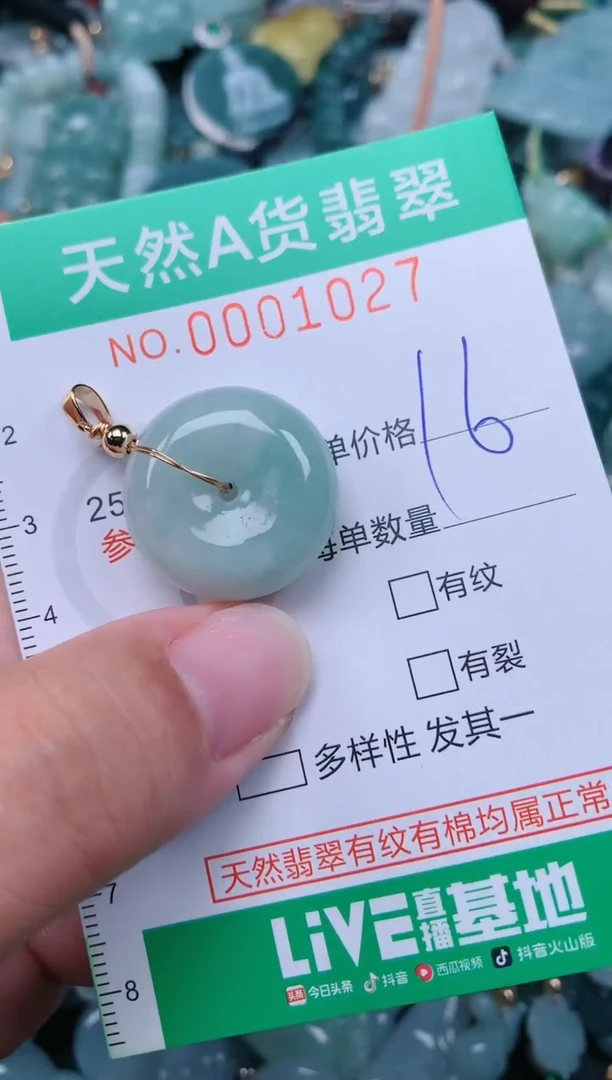 天然A货翡翠
NO.0001027
单价格 16
2
25
参
3
每单数量
有纹
4
有裂
多样性 发其一
天然翡翠有纹有棉均属正常
7
LiVE直播基地
头条 今日头条 抖音 西瓜视频 抖音火山版
8